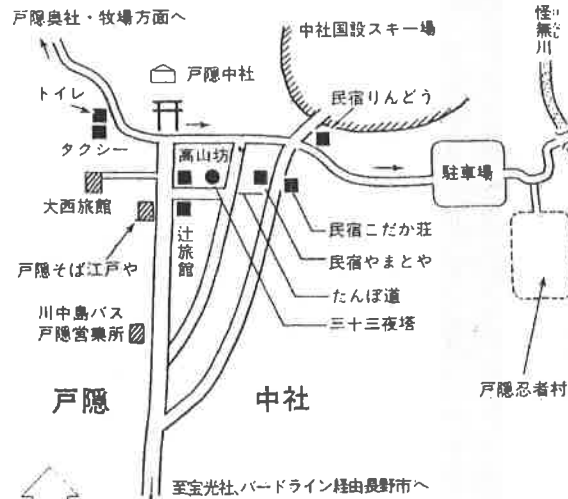 戸隠奥社・牧場方面へ
中社国設スキー場
怪無川
戸隠中社
トイレ
民宿りんどう
タクシー
高山坊
駐車場
大西旅館
辻旅館
民宿こだか荘
戸隠そば江戸や
民宿やまとや
たんぼ道
川中島バス
戸隠営業所
三十三夜塔
戸隠忍者村
戸隠 中社
至宝光社、バードライン経由長野市へ